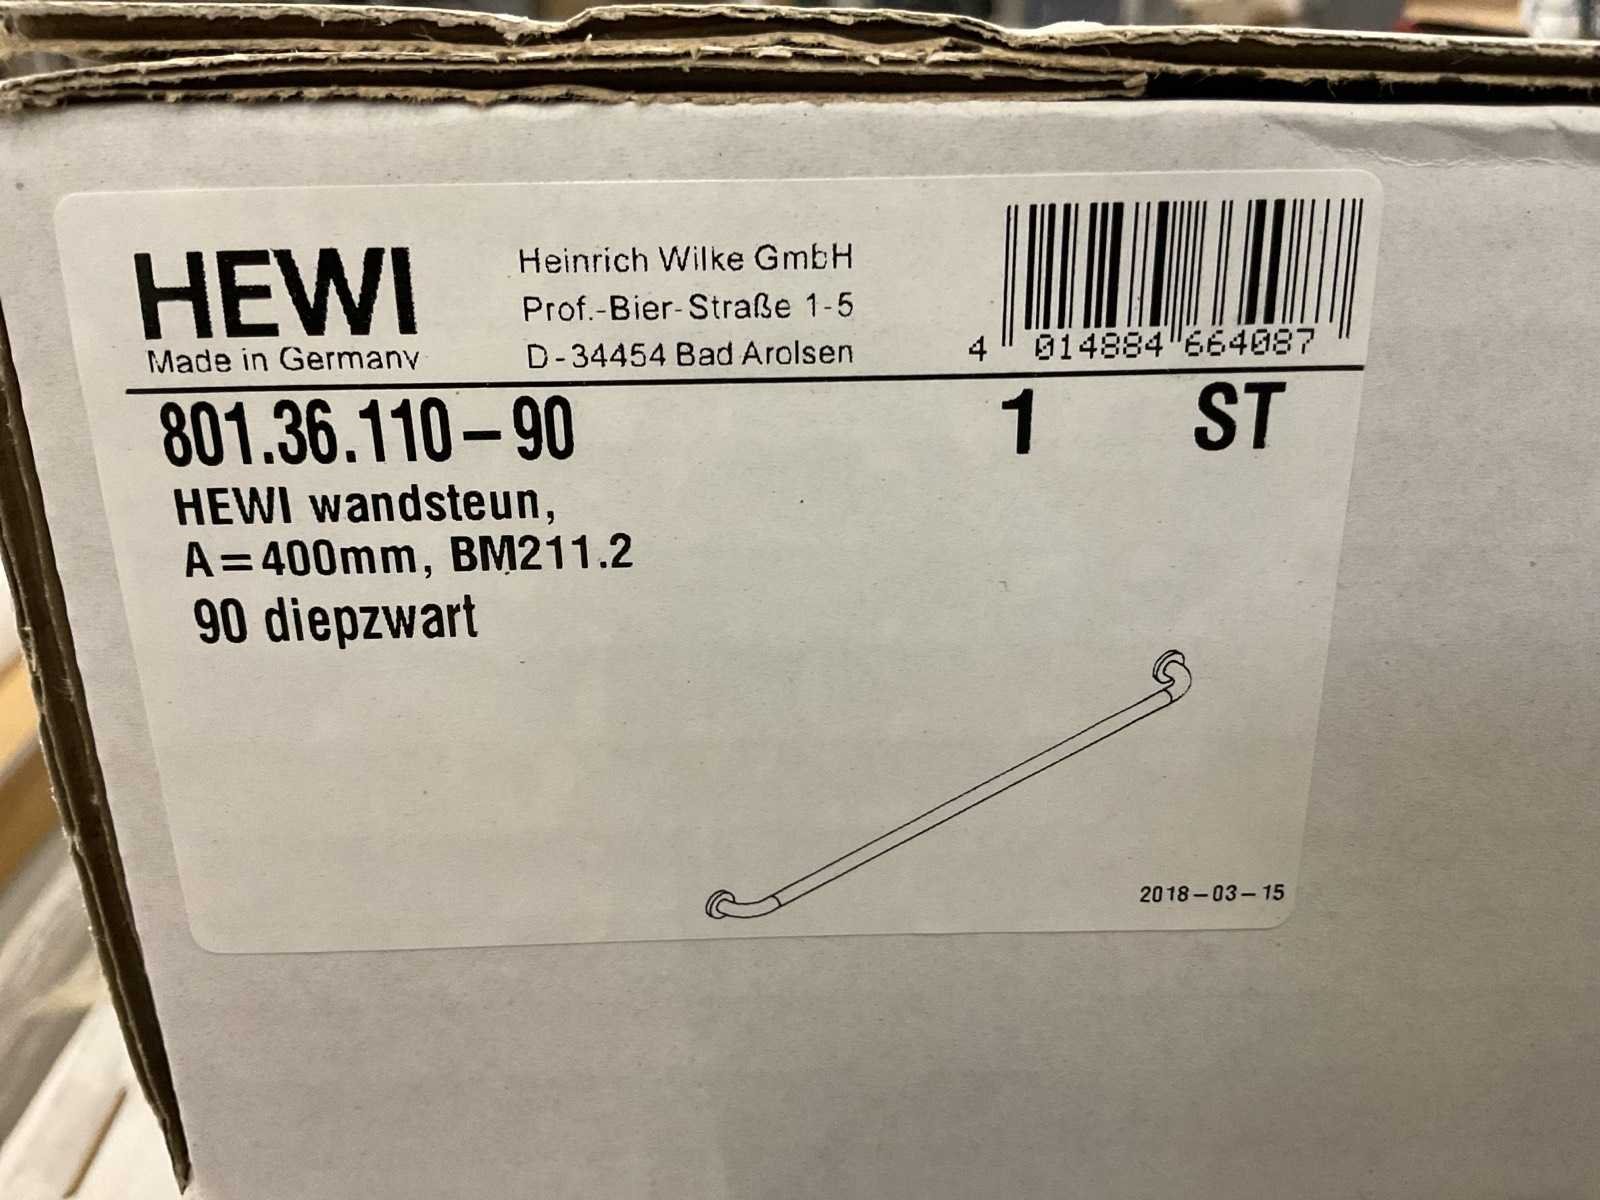 HEWI
Made in Germany
Heinrich Wilke GmbH
Prof.-Bier-Straße 1-5
D-34454 Bad Arolsen
4 014884 664087
801.36.110-90
1 ST
HEWI wandsteun,
A=400mm, BM211.2
90 diepzwart
2018-03-15